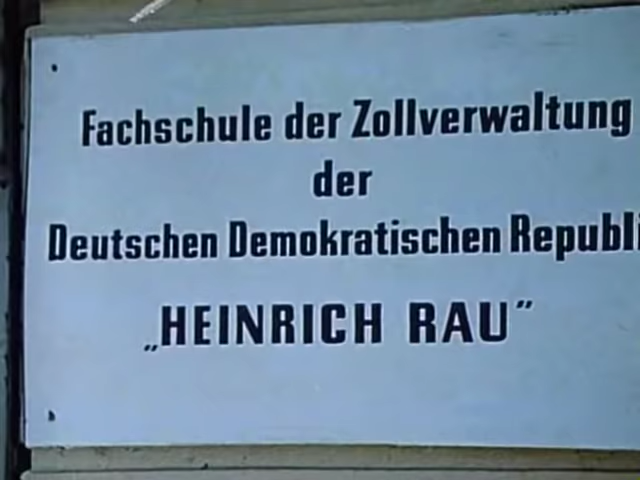 Fachschule der Zollverwaltung
der
Deutschen Demokratischen Republi
„HEINRICH RAU”